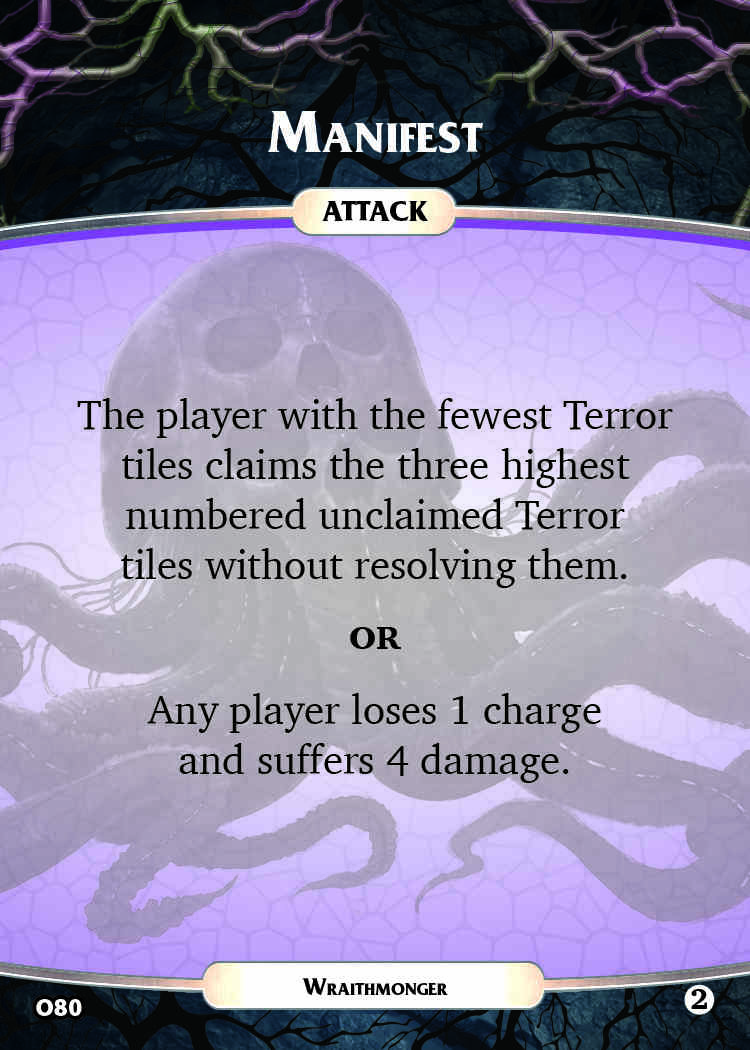 Manifest
ATTACK
The player with the fewest Terror
tiles claims the three highest
numbered unclaimed Terror
tiles without resolving them.
OR
Any player loses 1 charge
and suffers 4 damage.
Wraithmonger
O80
2